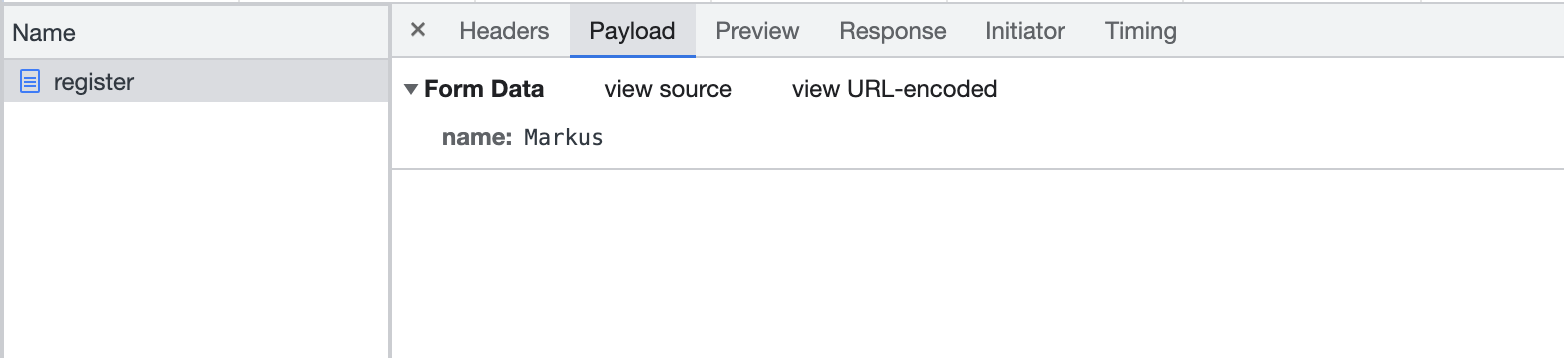 Name
register
× Headers Payload Preview Response Initiator Timing
▼ Form Data view source view URL-encoded
name: Markus